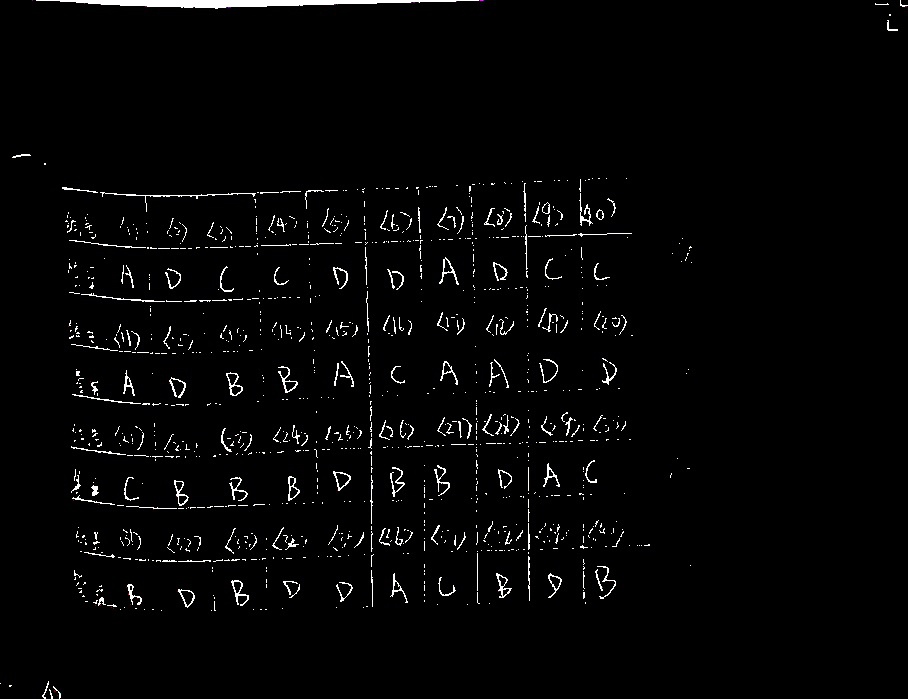 一.
题号 (1) (2) (3) (4) (5) (6) (7) (8) (9) (10)
答案 A D C C D D A D C C
题号 (11) (12) (13) (14) (15) (16) (17) (18) (19) (20)
答案 A D B B A C A A D D
题号 (21) (22) (23) (24) (25) (26) (27) (28) (29) (30)
答案 C B B B D B B D A C
题号 (31) (32) (33) (34) (35) (36) (37) (38) (39) (40)
答案 B D B D D A C B D B
(1)